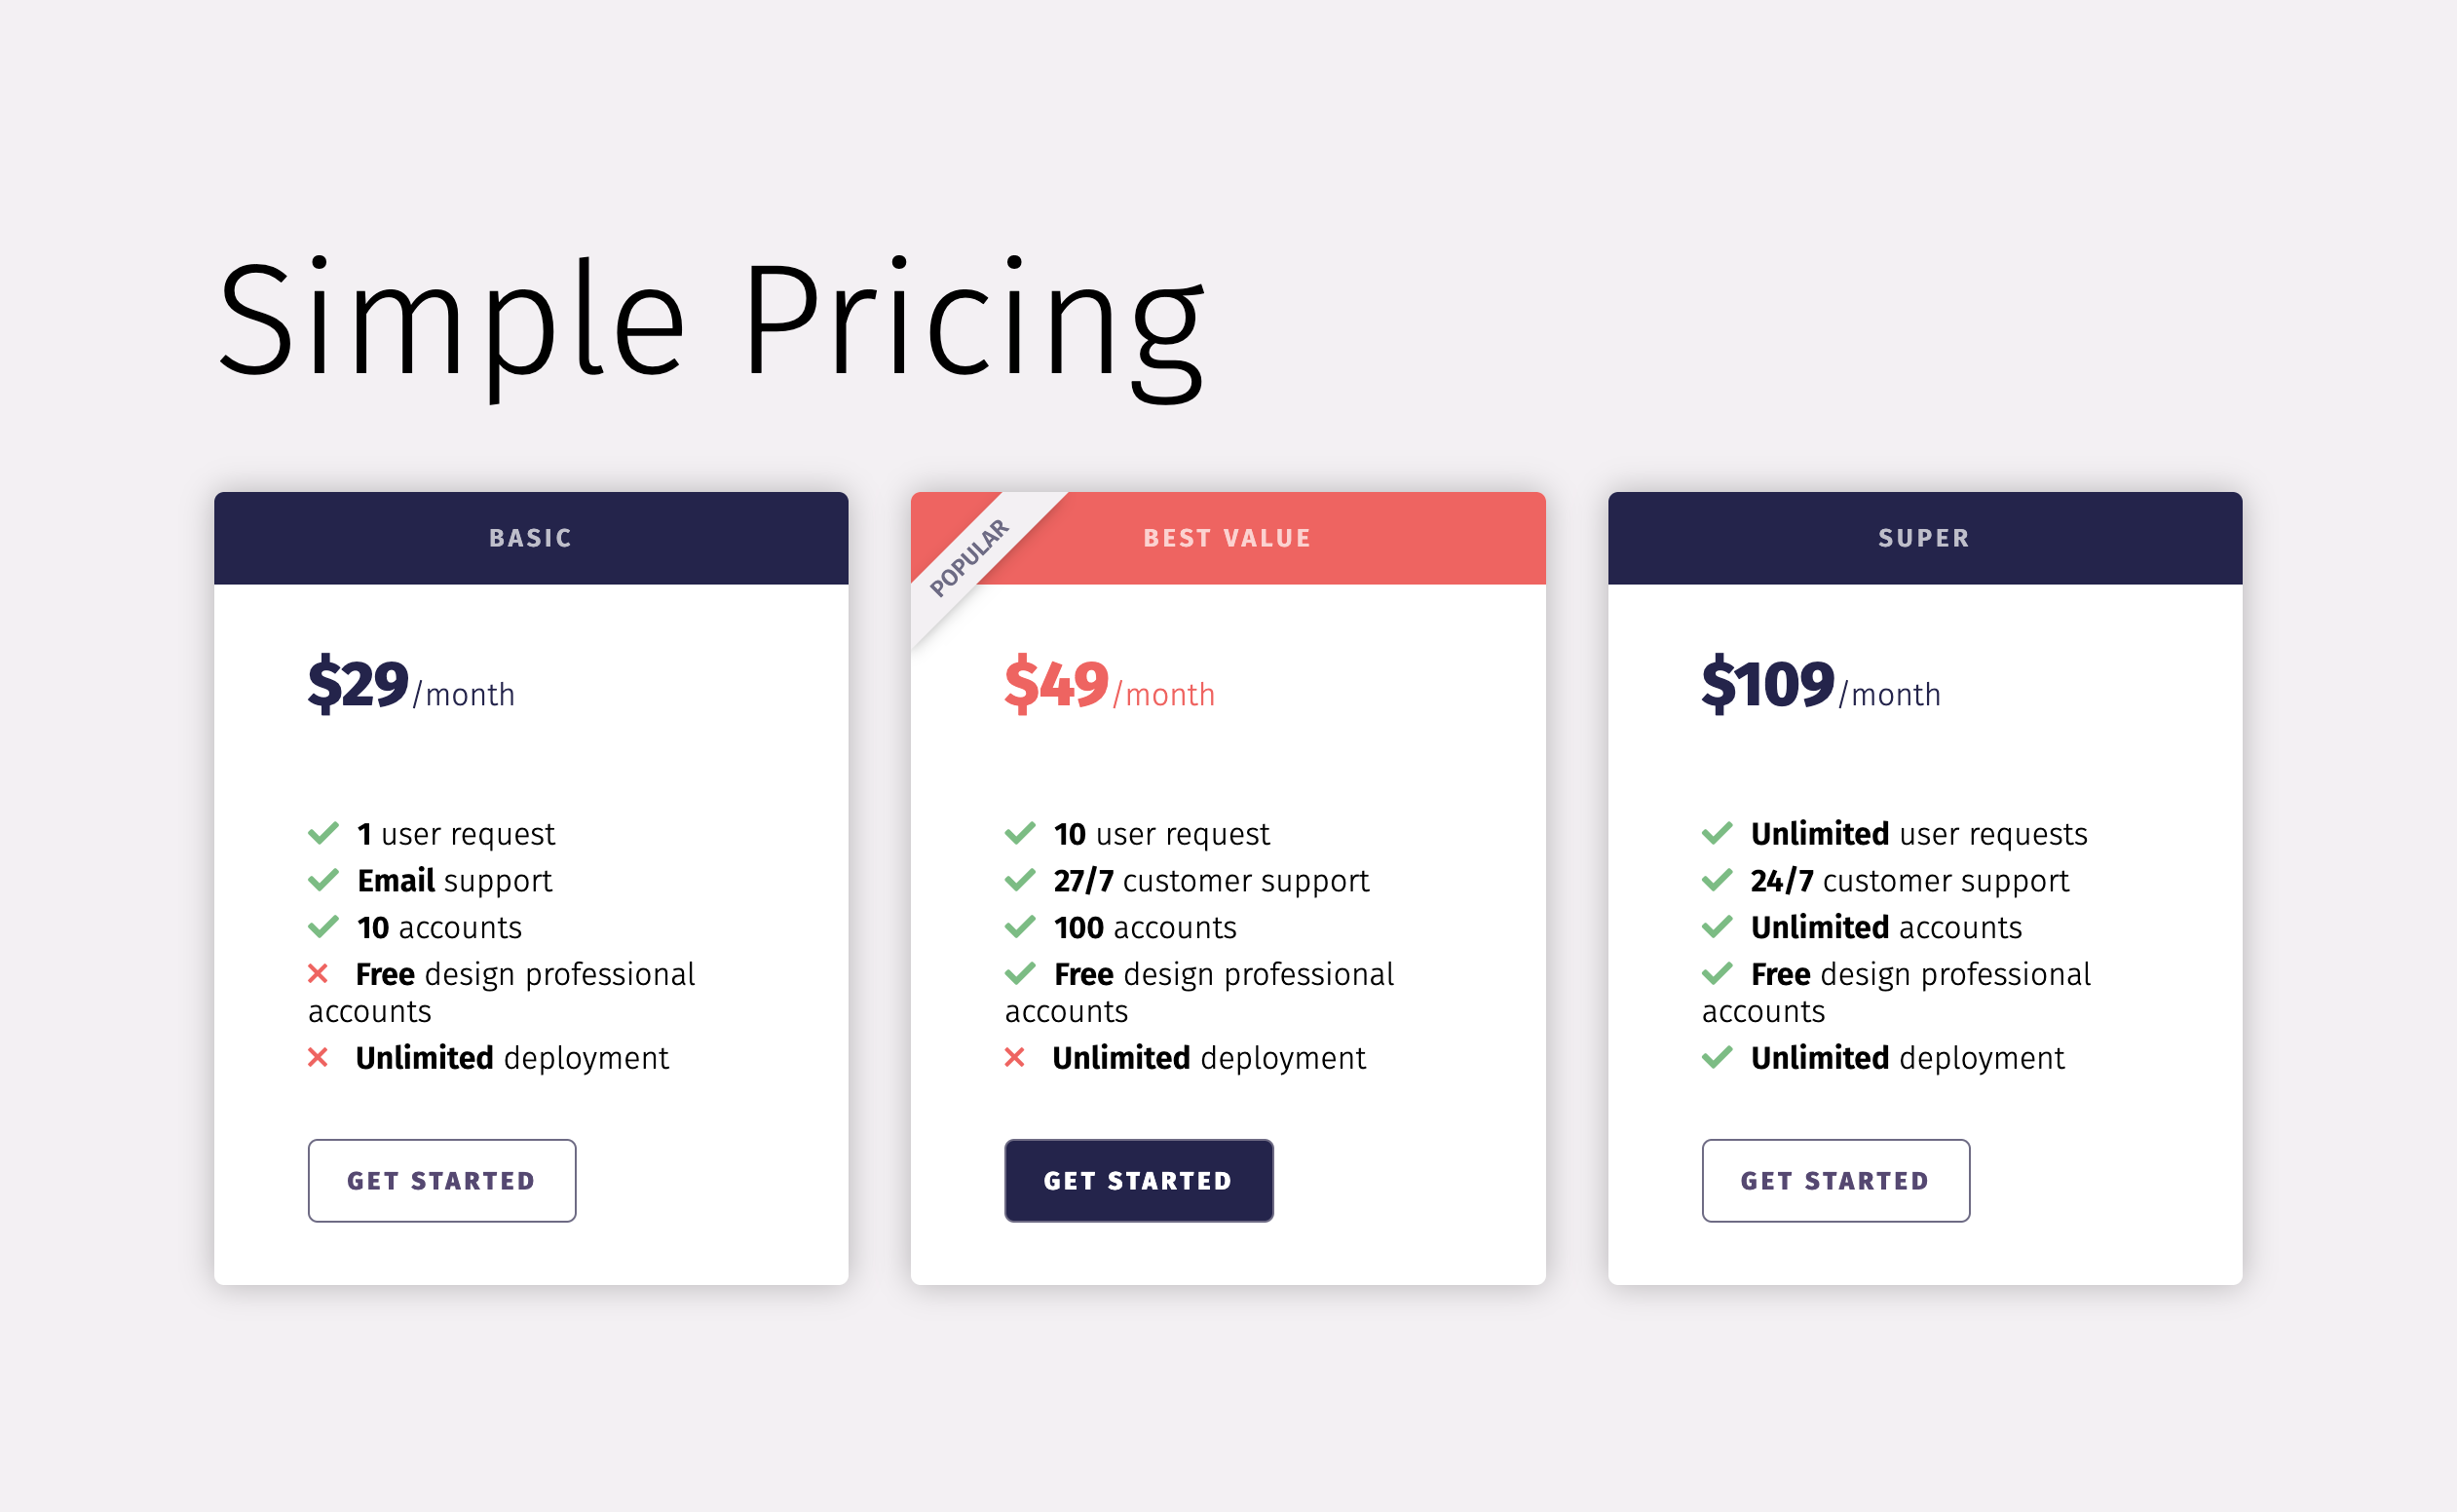 Simple Pricing
BASIC
$29/month
1 user request
Email support
10 accounts
Free design professional
accounts
Unlimited deployment
GET STARTED
POPULAR
BEST VALUE
$49/month
10 user request
27/7 customer support
100 accounts
Free design professional
accounts
Unlimited deployment
GET STARTED
SUPER
$109/month
Unlimited user requests
24/7 customer support
Unlimited accounts
Free design professional
accounts
Unlimited deployment
GET STARTED